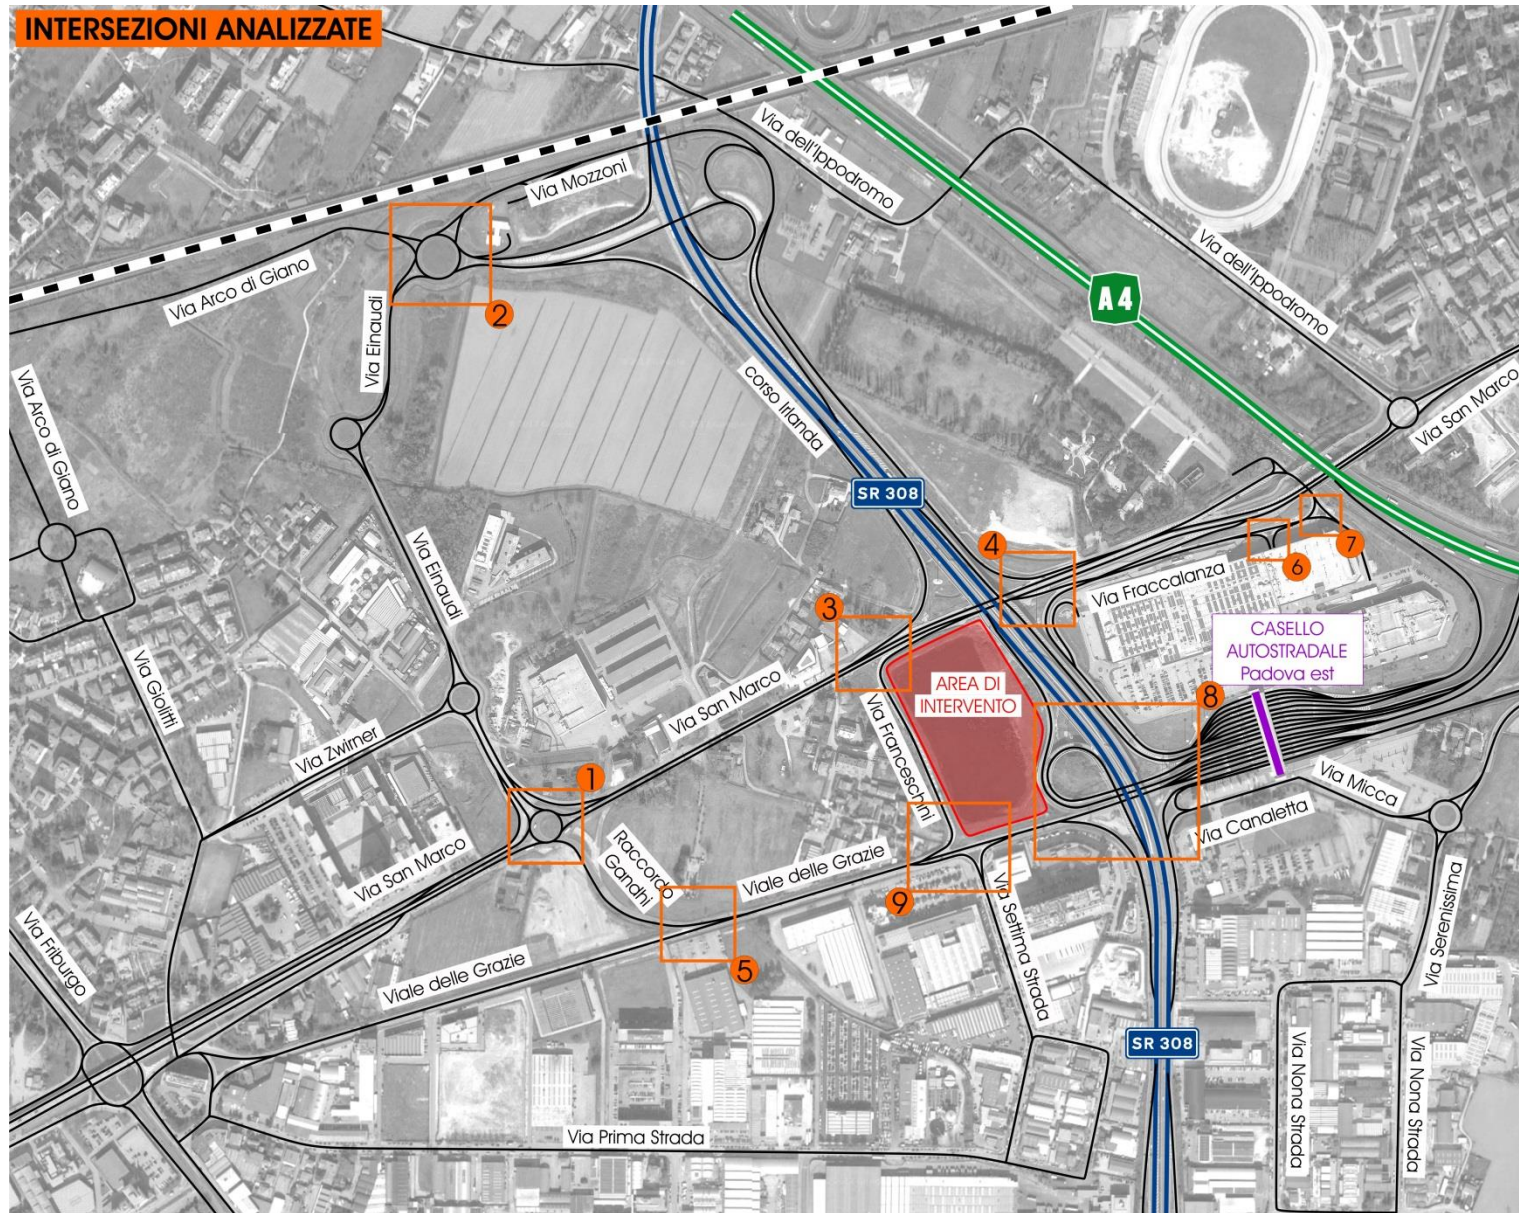 INTERSEZIONI ANALIZZATE
Via Mozzoni
Via dell'Ippodromo
Via Arco di Giano
2
Via Einaudi
Via dell'Ippodromo
A4
Via Arco di Giano
corso Irlanda
Via San Marco
SR 308
Via Einaudi
4
7
6
Via Fraccalanza
3
CASELLO
AUTOSTRADALE
Padova est
Via Giolitti
Via San Marco
AREA DI
INTERVENTO
8
Via Zwirner
Via Franceschini
1
Via Micca
Via Canaletta
Via San Marco
Raccordo
Gandhi
Viale delle Grazie
9
Via Settima Strada
Via Serenissima
Via Friburgo
Viale delle Grazie
5
SR 308
Via Nona Strada
Via Nona Strada
Via Prima Strada